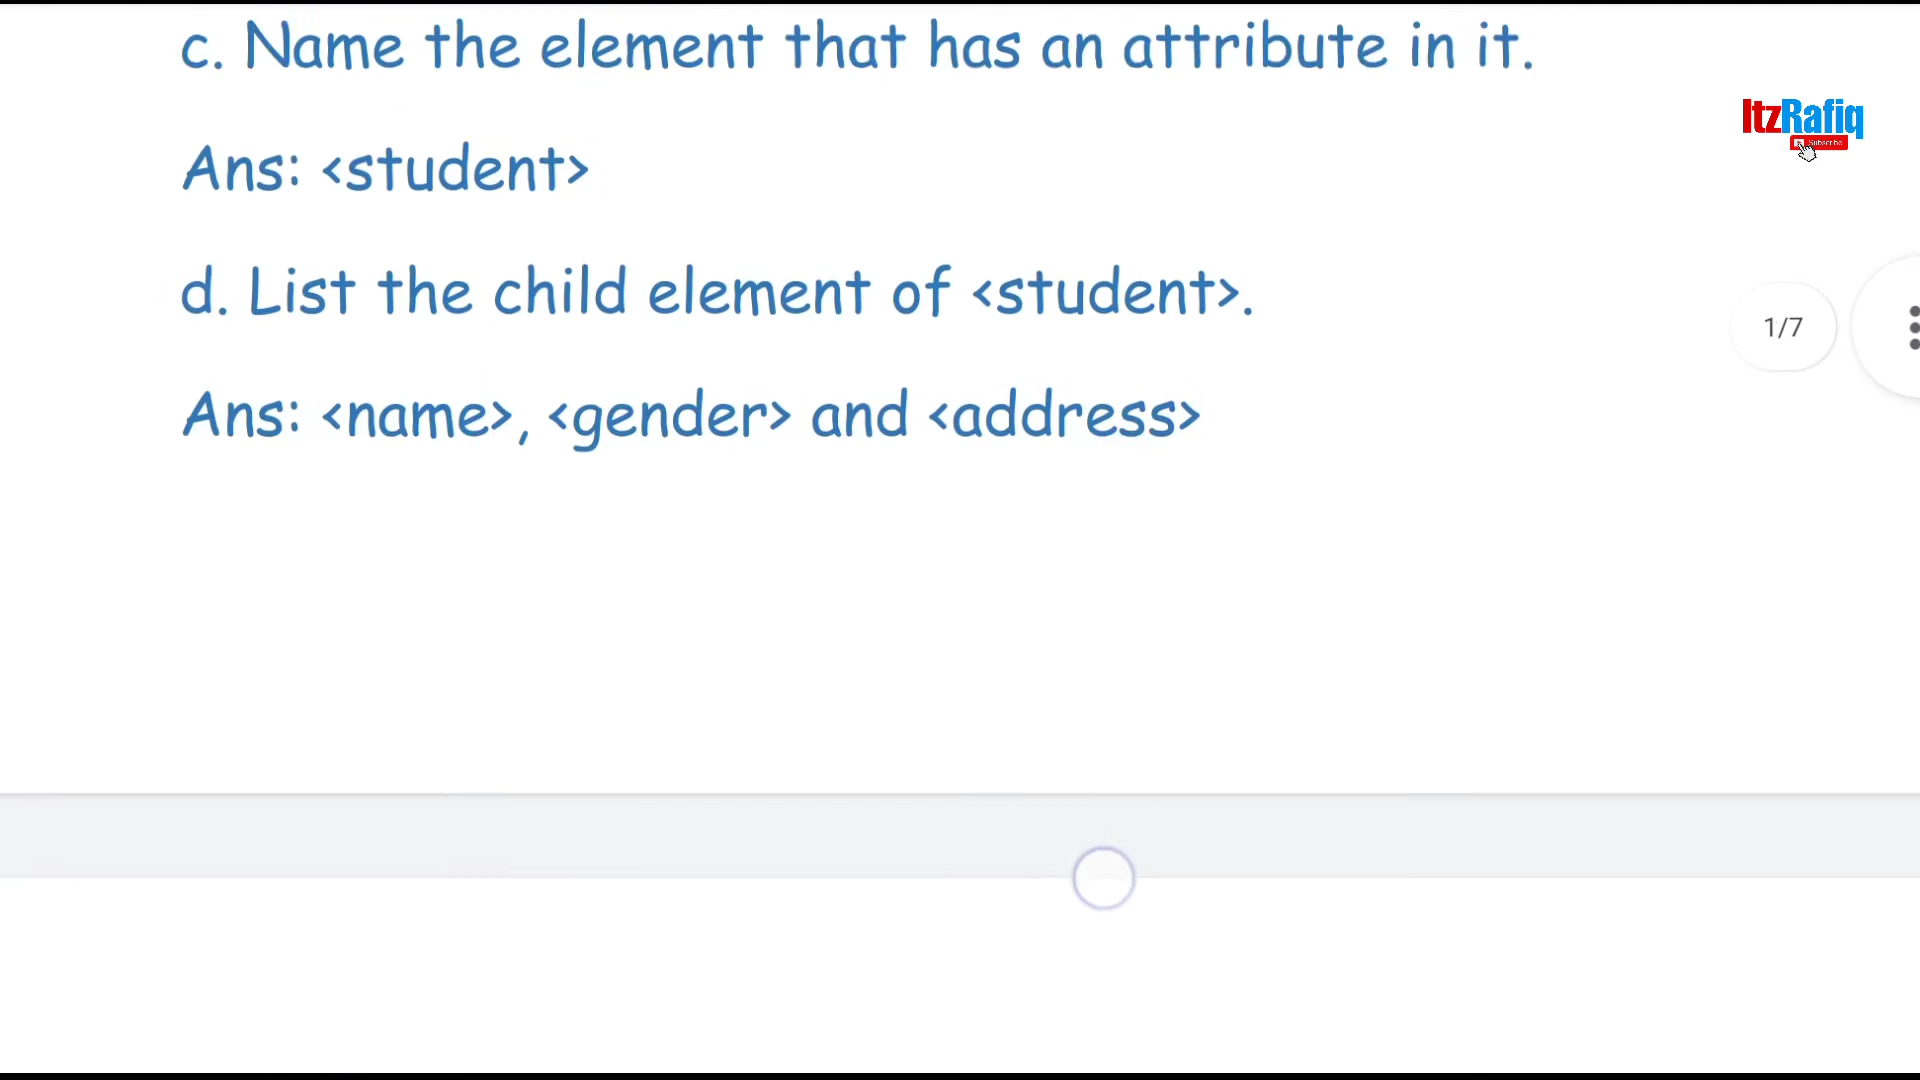 c. Name the element that has an attribute in it.
ItzRafiq
Subscribe
Ans: <student>
d. List the child element of <student>.
1/7
Ans: <name>, <gender> and <address>